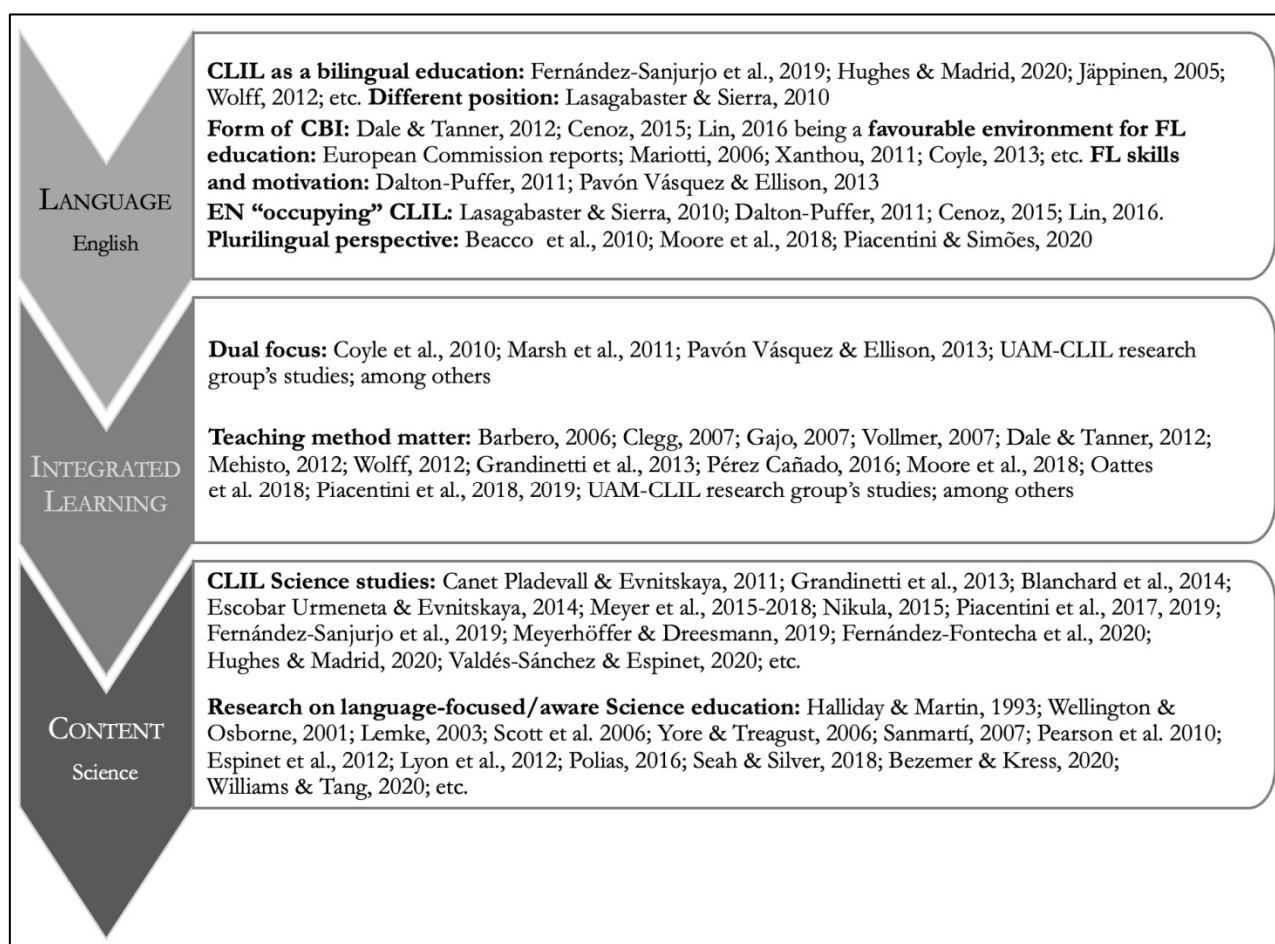 CLIL as a bilingual education: Fernández-Sanjurjo et al., 2019; Hughes & Madrid, 2020; Jäppinen, 2005;
Wolff, 2012; etc. Different position: Lasagabaster & Sierra, 2010
Form of CBI: Dale & Tanner, 2012; Cenoz, 2015; Lin, 2016 being a favourable environment for FL
education: European Commission reports; Mariotti, 2006; Xanthou, 2011; Coyle, 2013; etc. FL skills
and motivation: Dalton-Puffer, 2011; Pavón Vásquez & Ellison, 2013
EN “occupying” CLIL: Lasagabaster & Sierra, 2010; Dalton-Puffer, 2011; Cenoz, 2015; Lin, 2016.
Plurilingual perspective: Beacco et al., 2010; Moore et al., 2018; Piacentini & Simões, 2020
LANGUAGE
English
Dual focus: Coyle et al., 2010; Marsh et al., 2011; Pavón Vásquez & Ellison, 2013; UAM-CLIL research
group’s studies; among others
Teaching method matter: Barbero, 2006; Clegg, 2007; Gajo, 2007; Vollmer, 2007; Dale & Tanner, 2012;
Mehisto, 2012; Wolff, 2012; Grandinetti et al., 2013; Pérez Cañado, 2016; Moore et al., 2018; Oattes
et al. 2018; Piacentini et al., 2018, 2019; UAM-CLIL research group’s studies; among others
INTEGRATED
LEARNING
CLIL Science studies: Canet Pladevall & Evnitskaya, 2011; Grandinetti et al., 2013; Blanchard et al., 2014;
Escobar Urmeneta & Evnitskaya, 2014; Meyer et al., 2015-2018; Nikula, 2015; Piacentini et al., 2017, 2019;
Fernández-Sanjurjo et al., 2019; Meyerhöffer & Dreesmann, 2019; Fernández-Fontecha et al., 2020;
Hughes & Madrid, 2020; Valdés-Sánchez & Espinet, 2020; etc.
Research on language-focused/aware Science education: Halliday & Martin, 1993; Wellington &
Osborne, 2001; Lemke, 2003; Scott et al. 2006; Yore & Treagust, 2006; Sanmartí, 2007; Pearson et al. 2010;
Espinet et al., 2012; Lyon et al., 2012; Polias, 2016; Seah & Silver, 2018; Bezemer & Kress, 2020;
Williams & Tang, 2020; etc.
CONTENT
Science